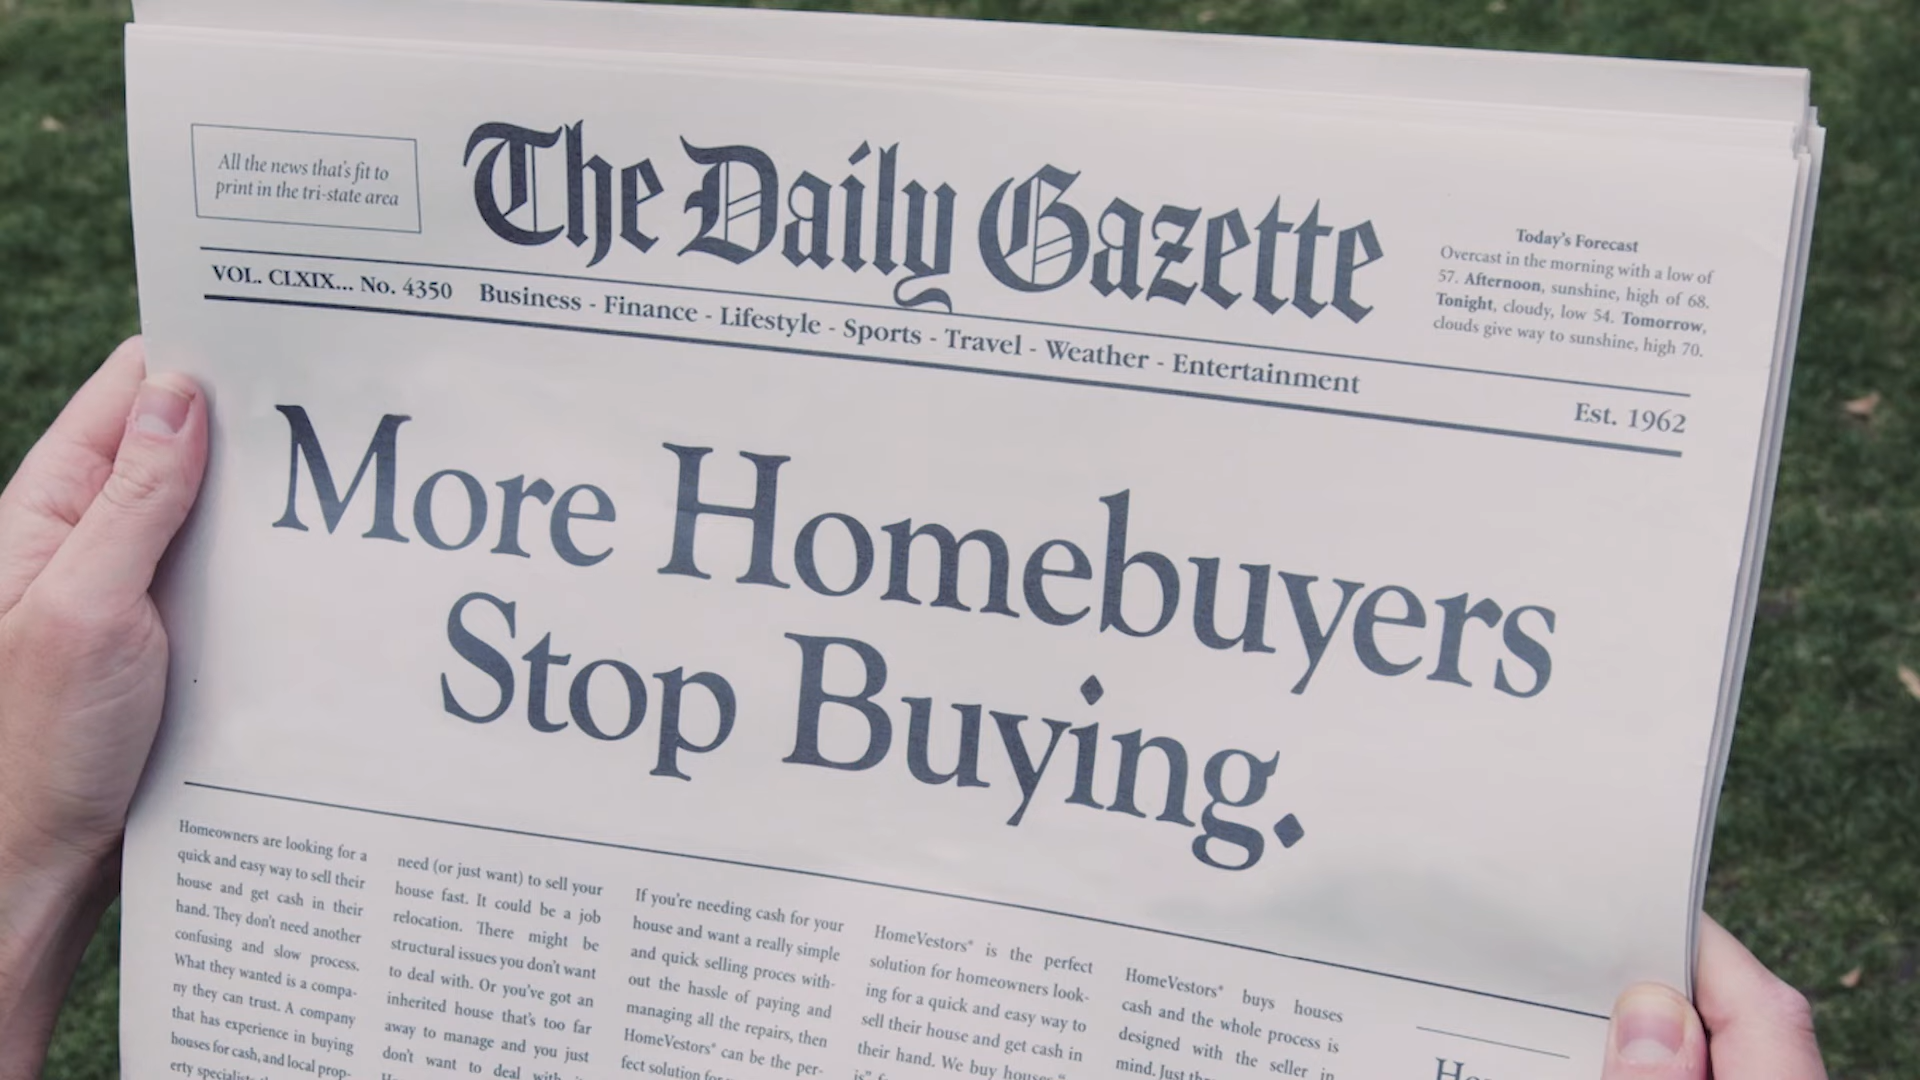 All the news that's fit to
print in the tri-state area
The Daily Gazette
Today's Forecast
Overcast in the morning with a low of
57. Afternoon, sunshine, high of 68.
Tonight, cloudy, low 54. Tomorrow,
clouds give way to sunshine, high 70.
VOL. CLXIX... No. 4350
Business - Finance - Lifestyle - Sports - Travel - Weather - Entertainment
Est. 1962
More Homebuyers
Stop Buying.
Homeowners are looking for a
quick and easy way to sell their
house and get cash in their
hand. They don't need another
confusing and slow process.
What they wanted is a compa-
ny they can trust. A company
that has experience in buying
houses for cash, and local prop-
erty
need (or just want) to sell your
house fast. It could be a job
relocation. There might be
structural issues you don't want
to deal with. Or you've got an
inherited house that's too far
away to manage and you just
don't want to deal with
If you're needing cash for your
house and want a really simple
and quick selling proces with-
out the hassle of paying and
managing all the repairs, then
HomeVestors® can be the per-
fect solution
HomeVestors® is the perfect
solution for homeowners look-
ing for a quick and easy way to
sell their house and get cash in
their hand. We buy
HomeVestors® buys houses
cash and the whole process is
designed with the seller in
mind. Just